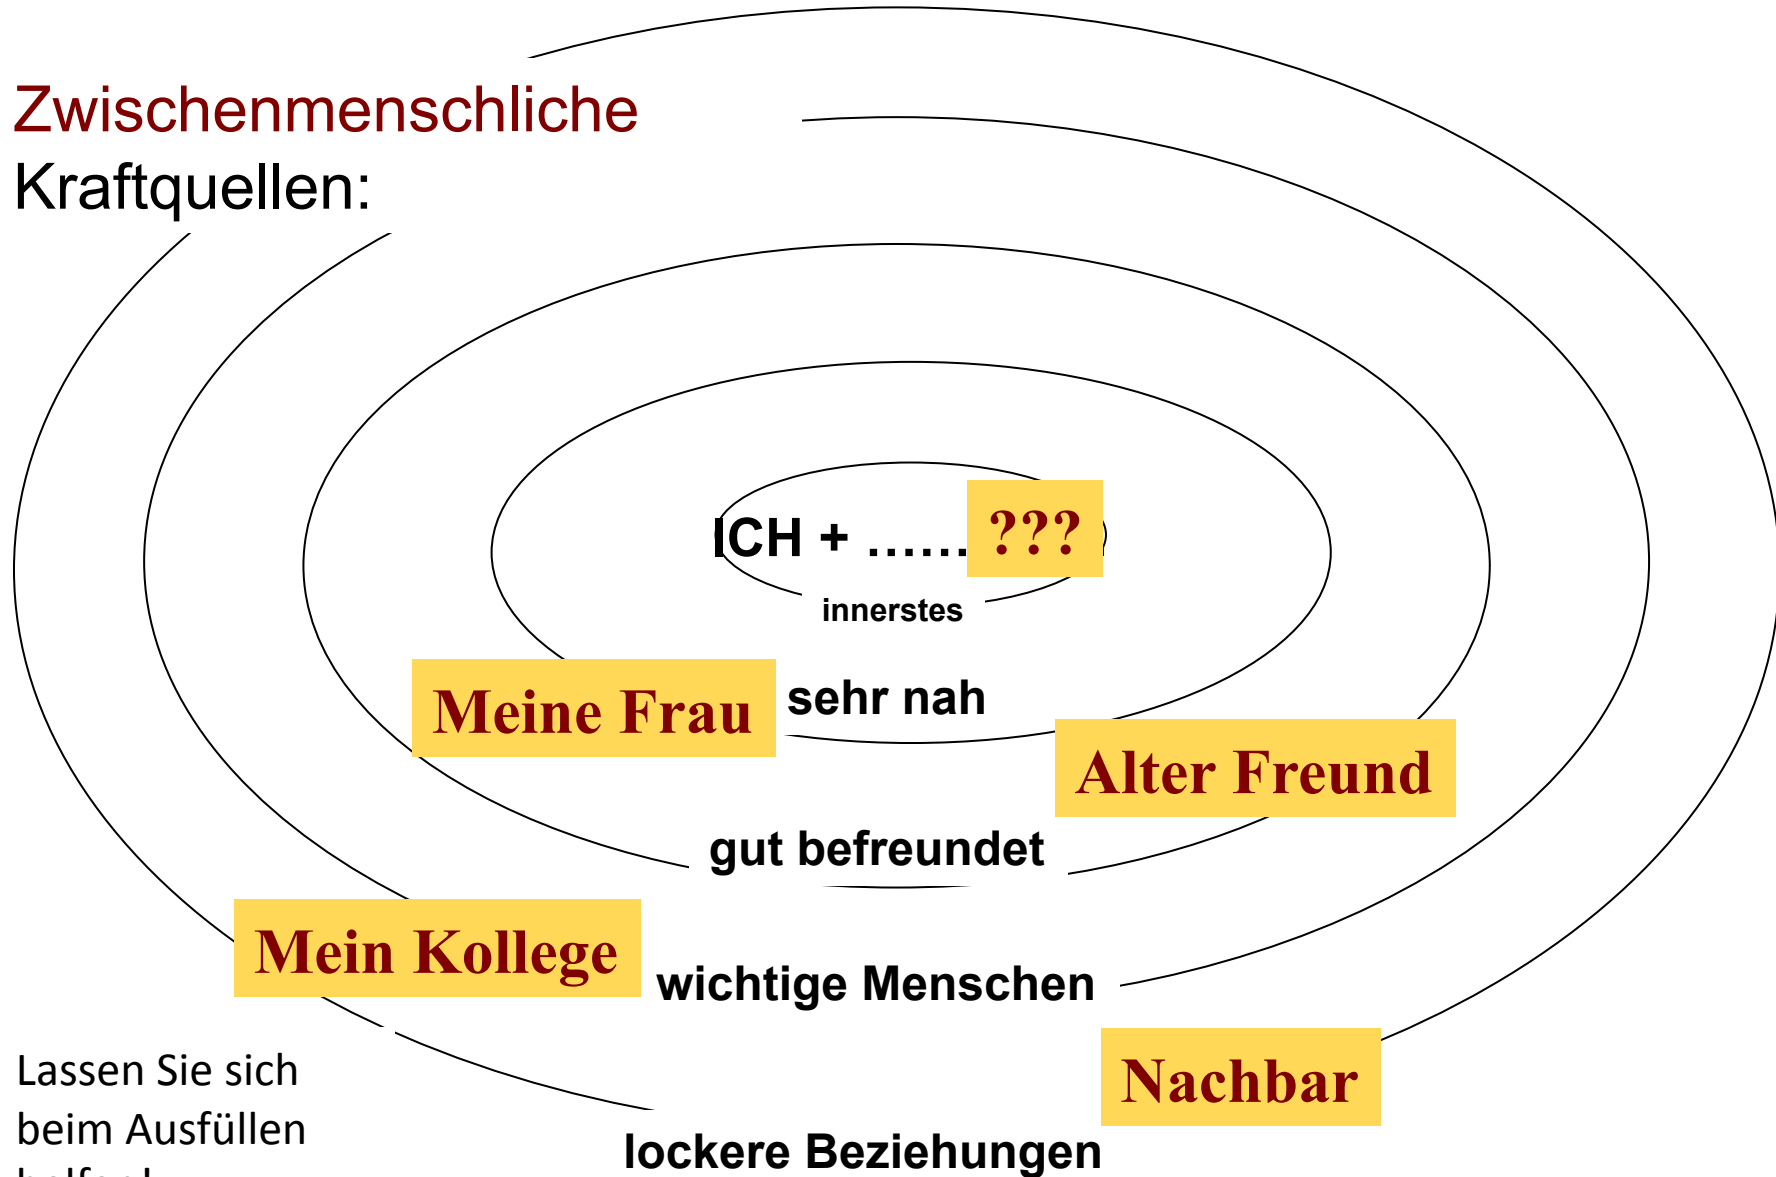 Zwischenmenschliche
Kraftquellen:
ICH + ...... ???
innerstes
Meine Frau
sehr nah
Alter Freund
gut befreundet
Mein Kollege
wichtige Menschen
Nachbar
Lassen Sie sich
beim Ausfüllen
lockere Beziehungen